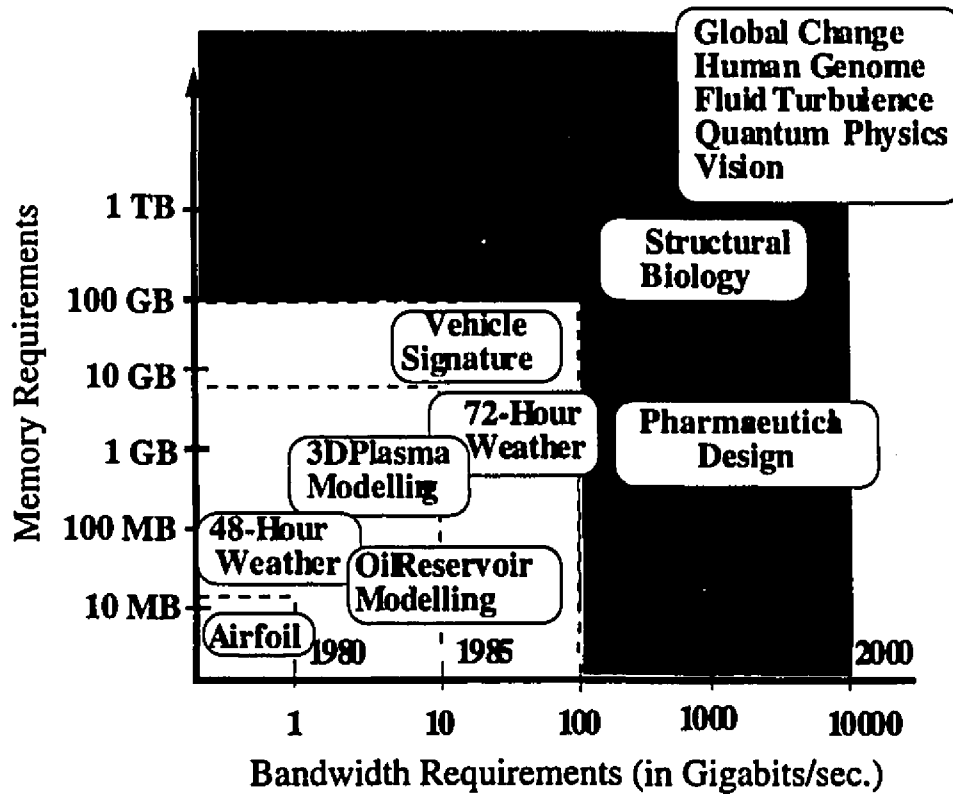 Global Change
Human Genome
Fluid Turbulence
Quantum Physics
Vision
1 TB
Structural
Biology
100 GB
Vehicle
Signature
10 GB
72-Hour
Weather
Pharmaeutica
Design
1 GB
3DPlasma
Modelling
100 MB
48-Hour
Weather
OilReservoir
Modelling
10 MB
Airfoil
1980
1985
2000
1
10
100
1000
10000
Memory Requirements
Bandwidth Requirements (in Gigabits/sec.)